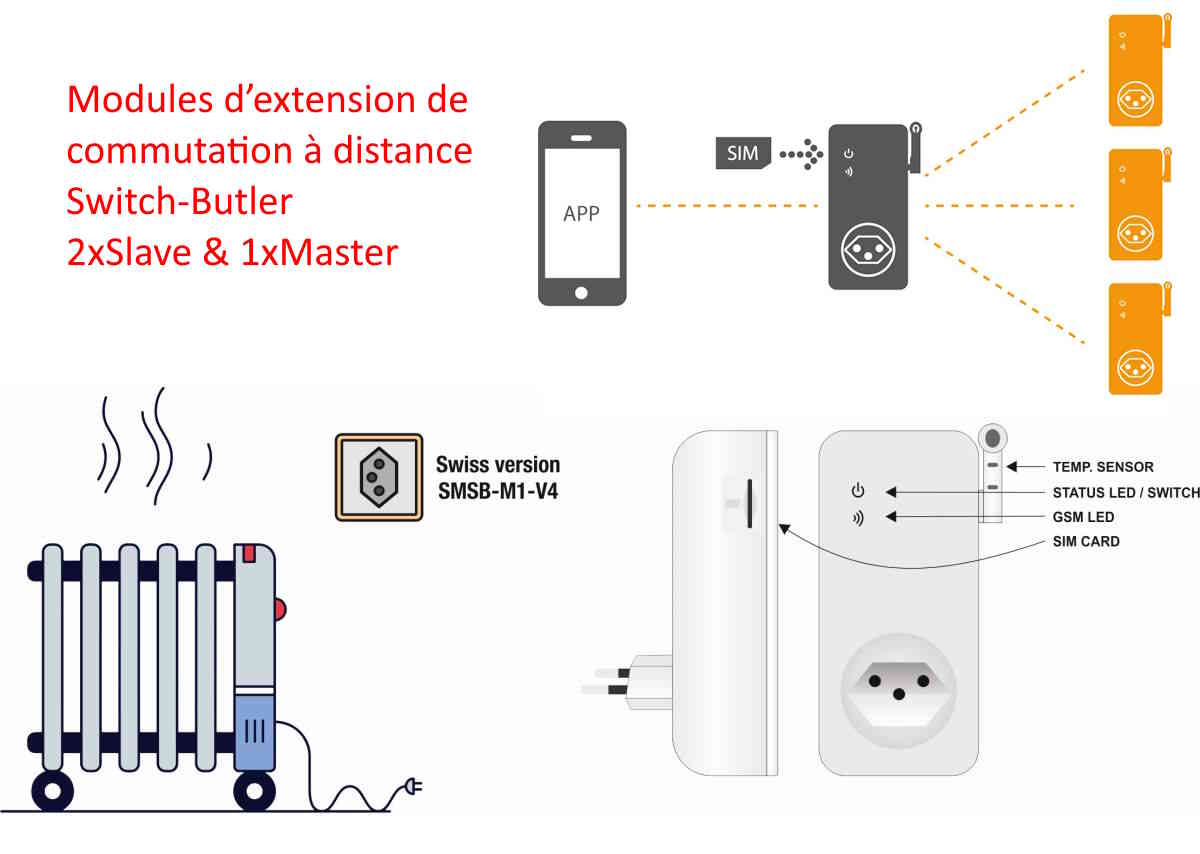 Modules d’extension de
commutation à distance
Switch-Butler
2xSlave & 1xMaster
APP
SIM
Swiss version
SMSB-M1-V4
TEMP. SENSOR
STATUS LED / SWITCH
GSM LED
SIM CARD